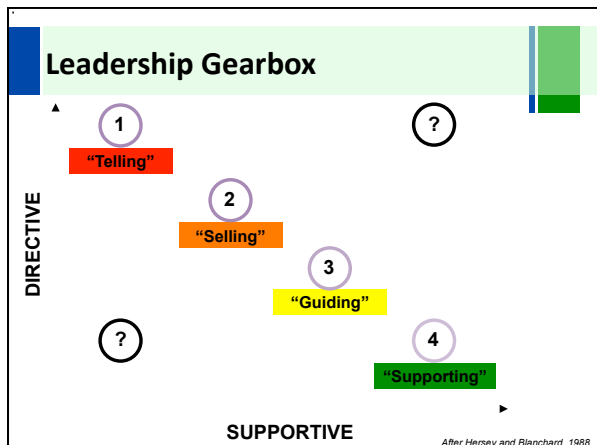 Leadership Gearbox
1
?
“Telling”
2
“Selling”
DIRECTIVE
3
“Guiding”
?
4
“Supporting”
SUPPORTIVE
After Hersey and Blanchard, 1988